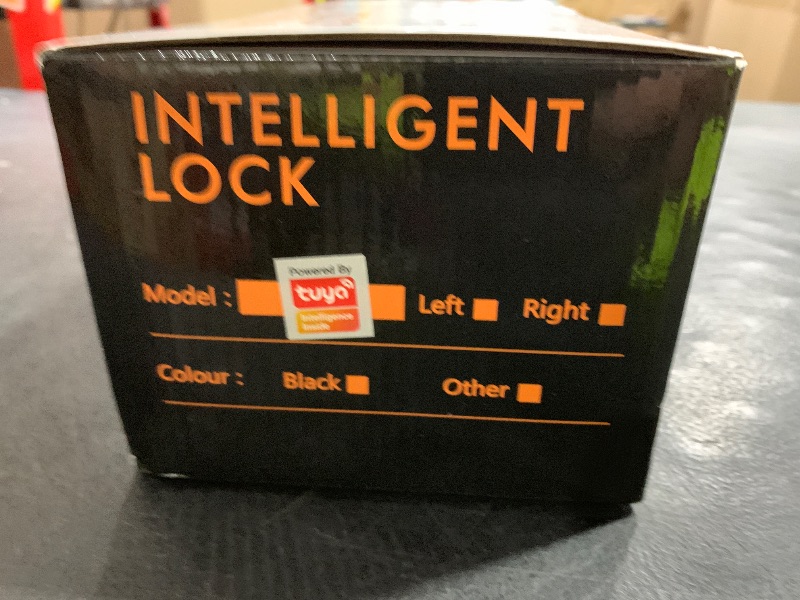 INTELLIGENT
LOCK
Powered By
tuya
Intelligence
Inside
Model : Left Right
Colour : Black Other